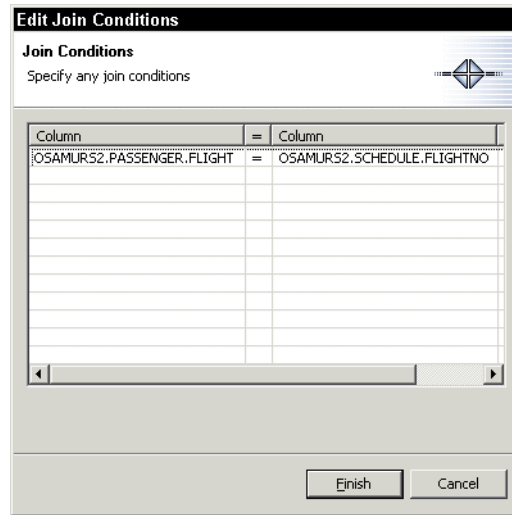 Edit Join Conditions
Join Conditions
Specify any join conditions
Column = Column
OSAMURS2.PASSENGER.FLIGHT = OSAMURS2.SCHEDULE.FLIGHTNO
Finish Cancel